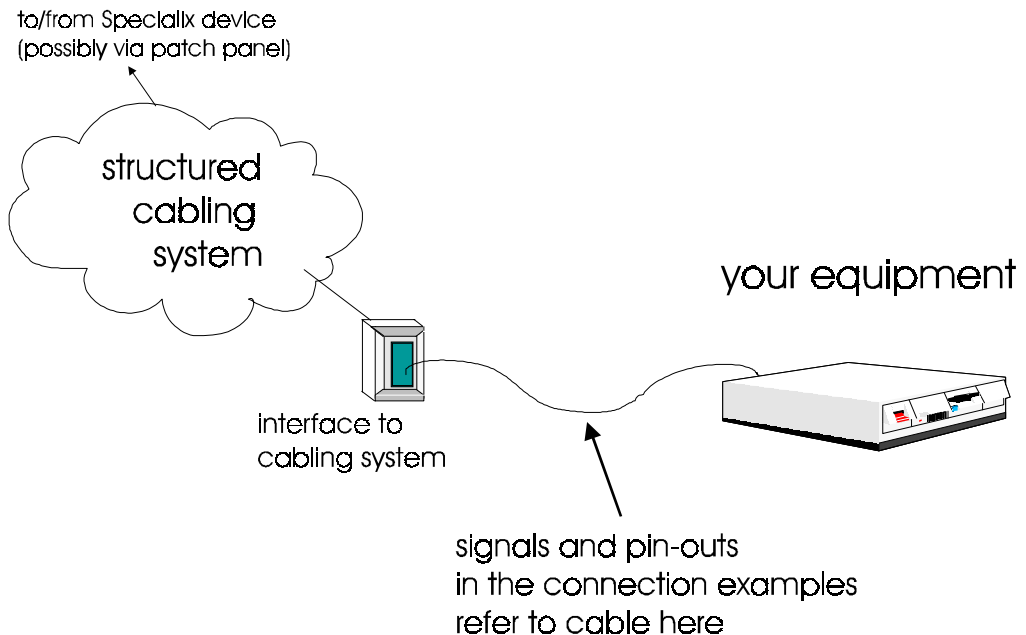 to/from Specialix device
(possibly via patch panel)
structured
cabling
system
your equipment
interface to
cabling system
signals and pin-outs
in the connection examples
refer to cable here